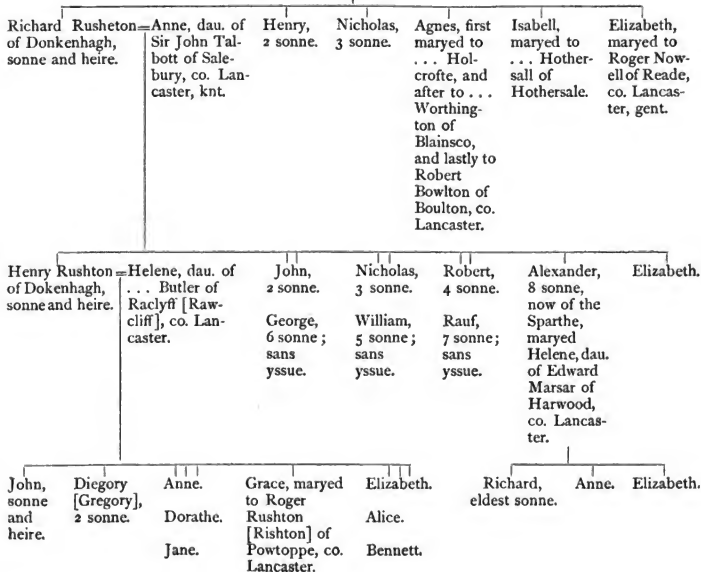 Richard Rusheton=Anne, dau. of
of Donkenhagh,
sonne and heire.
Sir John Tal-
bott of Sale-
bury, co. Lan-
caster, knt.
Henry,
2 sonne.
Nicholas,
3 sonne.
Agnes, first
maryed to
. . . Hol-
crofte, and
after to . . .
Worthing-
ton of
Blainsco,
and lastly to
Robert
Bowlton of
Boulton, co.
Lancaster.
Isabell,
maryed to
. . . Hother-
sall of
Hothersale.
Elizabeth,
maryed to
Roger Now-
ell of Reade,
co. Lancas-
ter, gent.
Henry Rushton=Helene, dau. of
of Dokenhagh,
sonne and heire.
. . . Butler of
Raclyff [Raw-
cliff], co. Lan-
caster.
John,
2 sonne.
George,
6 sonne;
sans
yssue.
Nicholas,
3 sonne.
William,
5 sonne;
sans
yssue.
Robert,
4 sonne.
Rauf,
7 sonne;
sans
yssue.
Alexander,
8 sonne,
now of the
Sparthe,
maryed
Helene, dau.
of Edward
Marsar of
Harwood,
co. Lancas-
ter.
Elizabeth.
John,
sonne
and
heire.
Diegory
[Gregory],
2 sonne.
Anne.
Dorathe.
Jane.
Grace, maryed
to Roger
Rushton
[Rishton] of
Powtoppe, co.
Lancaster.
Elizabeth.
Alice.
Bennett.
Richard,
eldest sonne.
Anne.
Elizabeth.